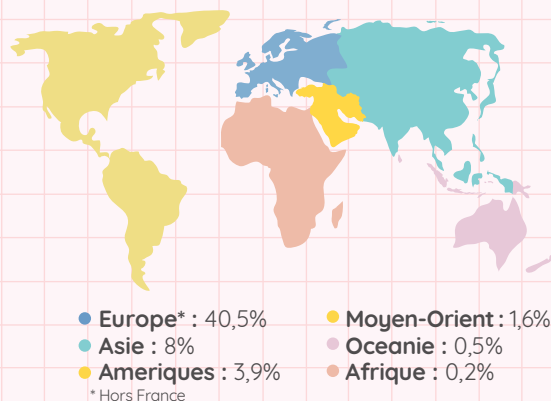 Europe* : 40,5%
Asie : 8%
Ameriques : 3,9%
* Hors France
Moyen-Orient : 1,6%
Oceanie : 0,5%
Afrique : 0,2%